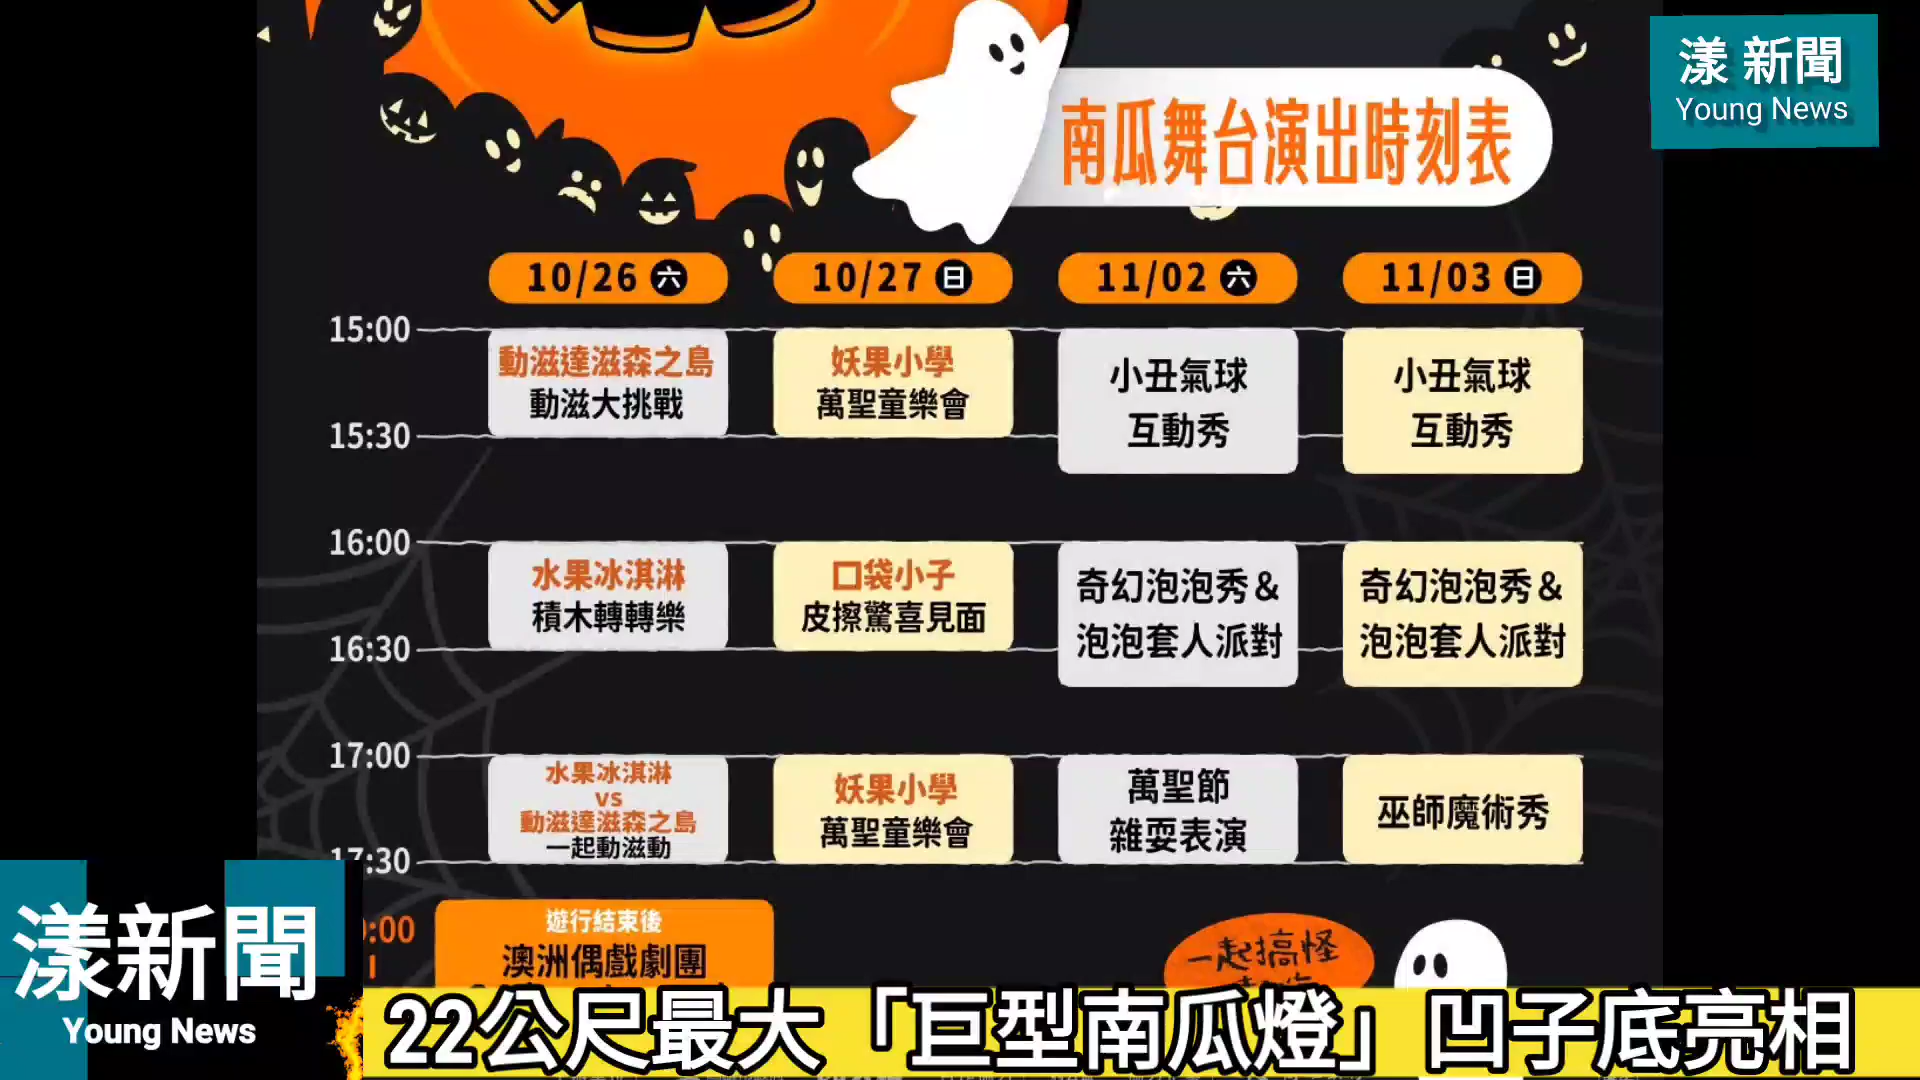 漾 新聞
Young News
南瓜舞台演出時刻表
10/26 六
10/27 日
11/02 六
11/03 日
15:00
動滋達滋森之島
動滋大挑戰
妖果小學
萬聖童樂會
小丑氣球
互動秀
小丑氣球
互動秀
15:30
16:00
水果冰淇淋
積木轉轉樂
口袋小子
皮擦驚喜見面
奇幻泡泡秀&
泡泡套人派對
奇幻泡泡秀&
泡泡套人派對
16:30
17:00
水果冰淇淋
vs
動滋達滋森之島
一起動滋動
妖果小學
萬聖童樂會
萬聖節
雜耍表演
巫師魔術秀
17:30
:00
遊行結束後
澳洲偶戲劇團
一起搞怪
漾新聞
Young News
22公尺最大「巨型南瓜燈」凹子底亮相